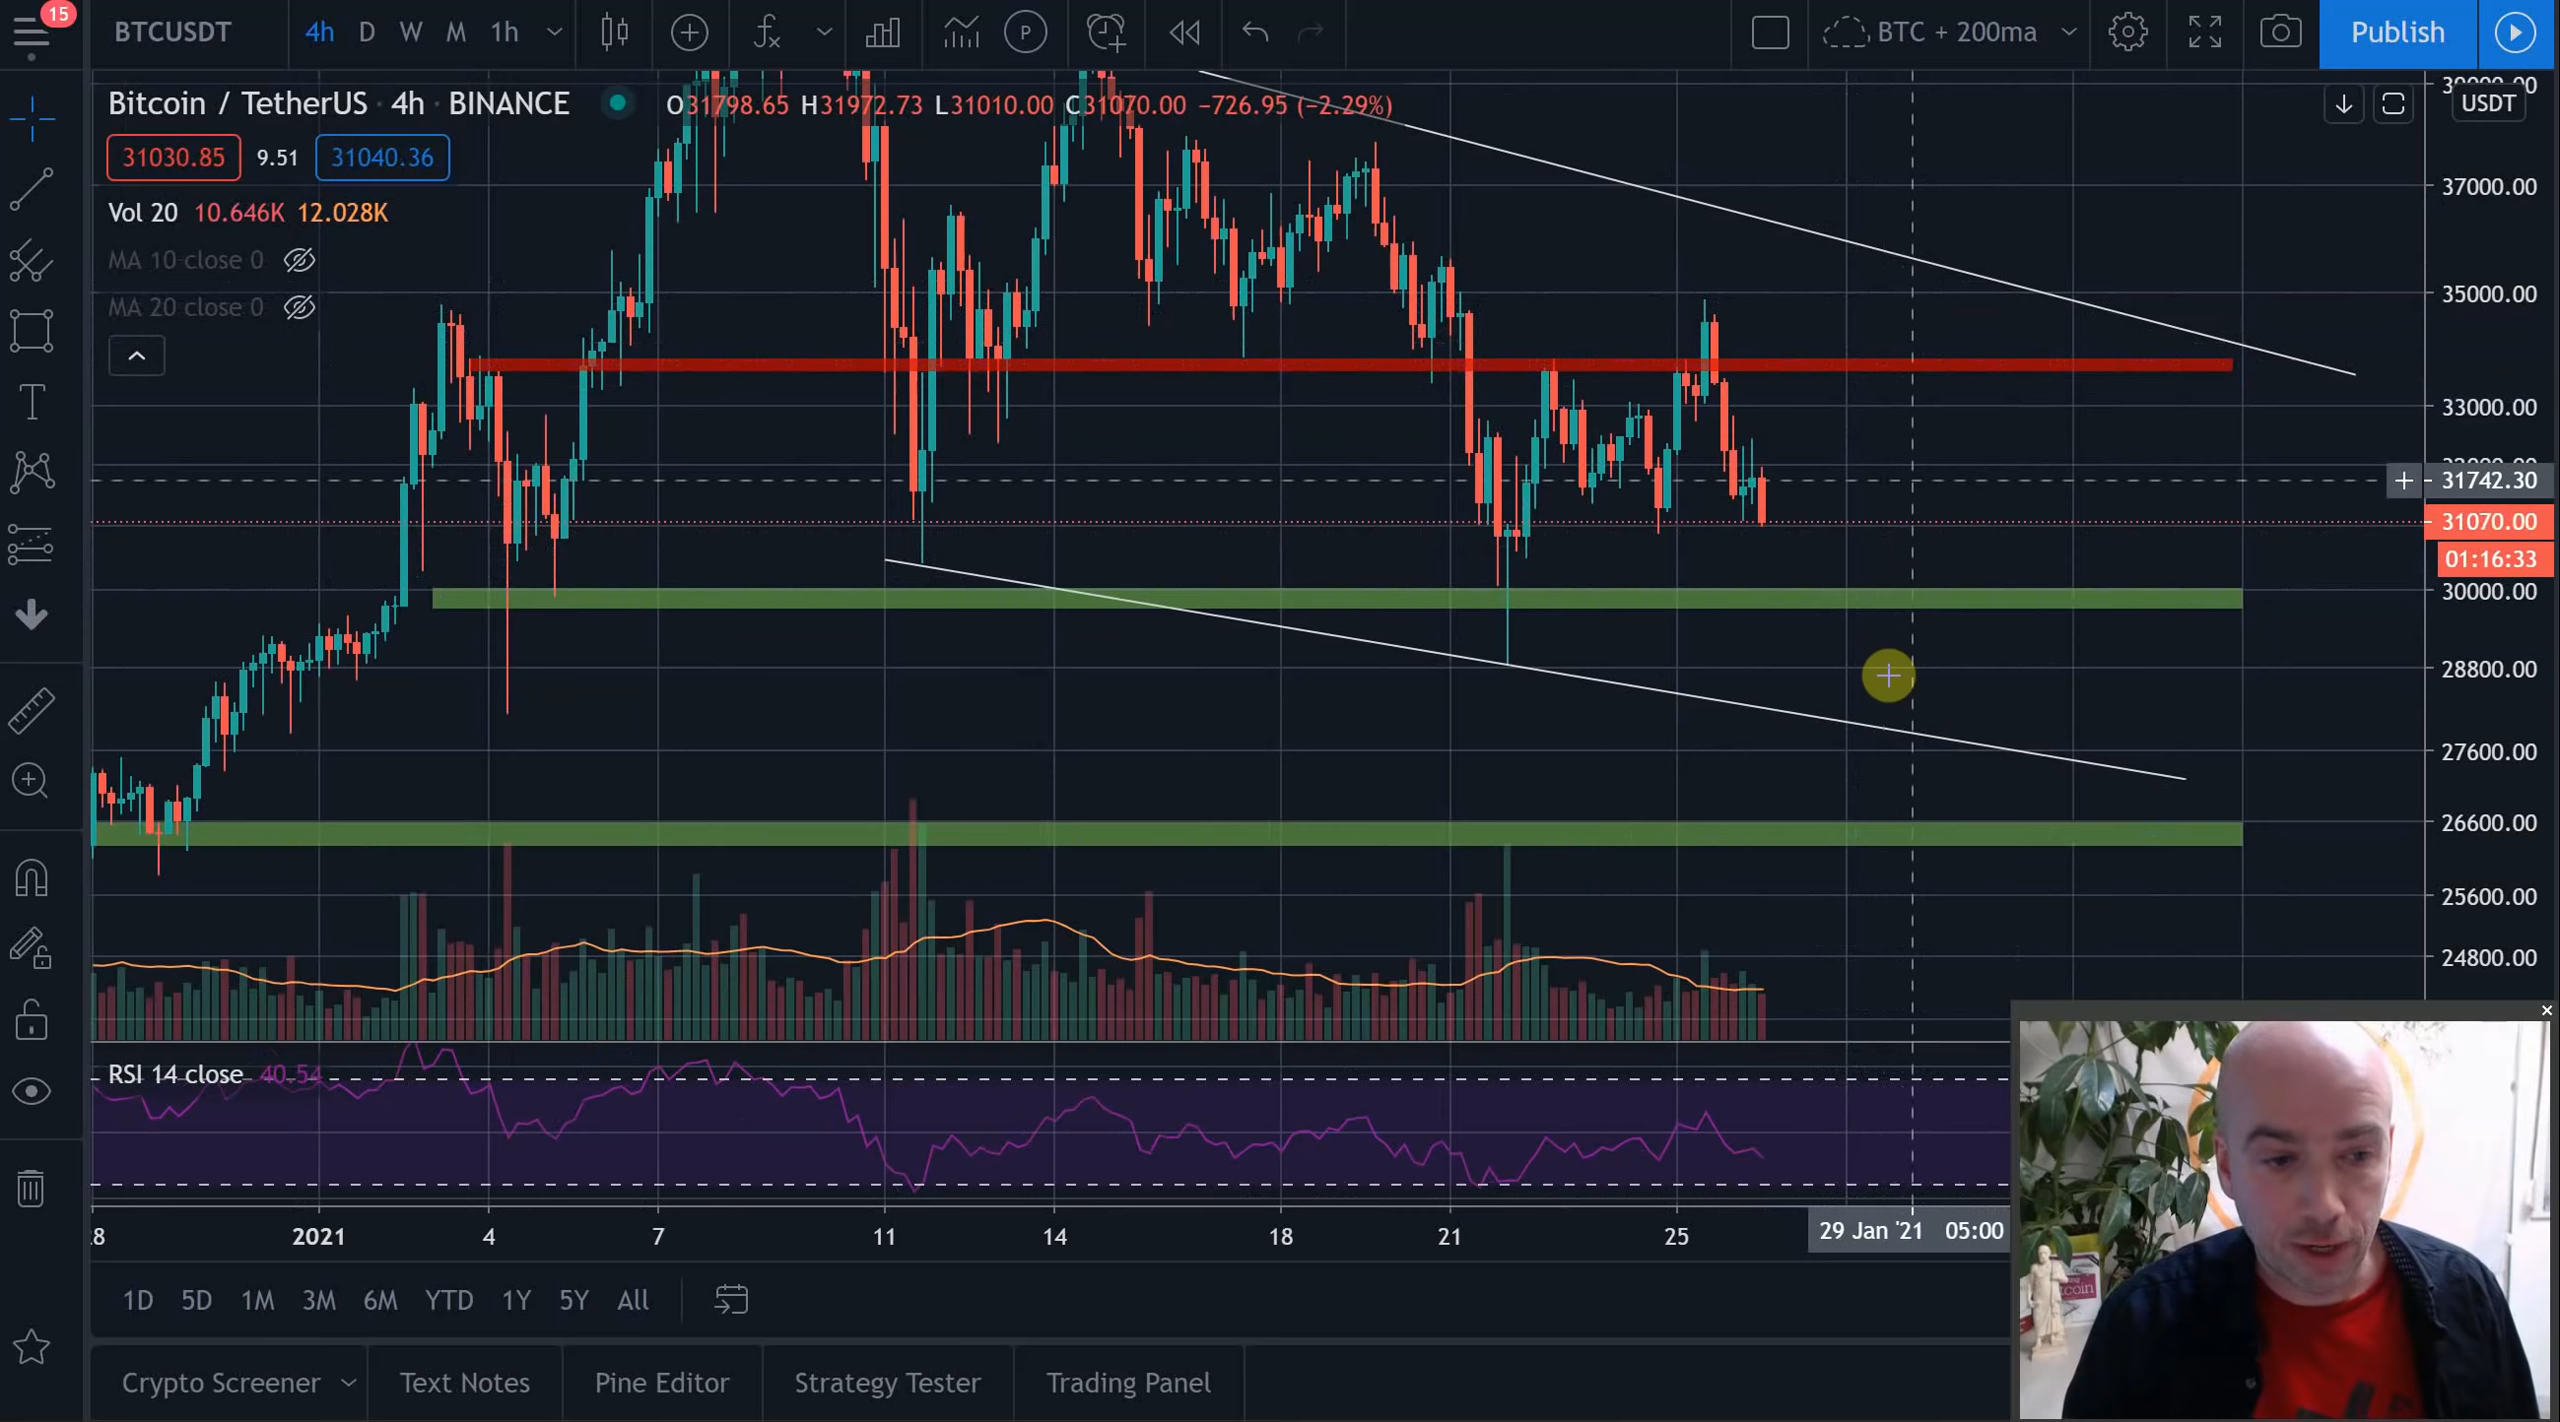 15
BTCUSDT 4h D W M 1h P BTC + 200ma Publish
Bitcoin / TetherUS · 4h · BINANCE O31798.65 H31972.73 L31010.00 C31070.00 −726.95 (−2.29%) USDT
31030.85 9.51 31040.36
Vol 20 10.646K 12.028K
MA 10 close 0
MA 20 close 0
37000.00
35000.00
33000.00
31742.30
31070.00
01:16:33
30000.00
28800.00
27600.00
26600.00
25600.00
24800.00
RSI 14 close 40.54
2021 4 7 11 14 18 21 25 29 Jan '21 05:00
1D 5D 1M 3M 6M YTD 1Y 5Y All
Crypto Screener Text Notes Pine Editor Strategy Tester Trading Panel